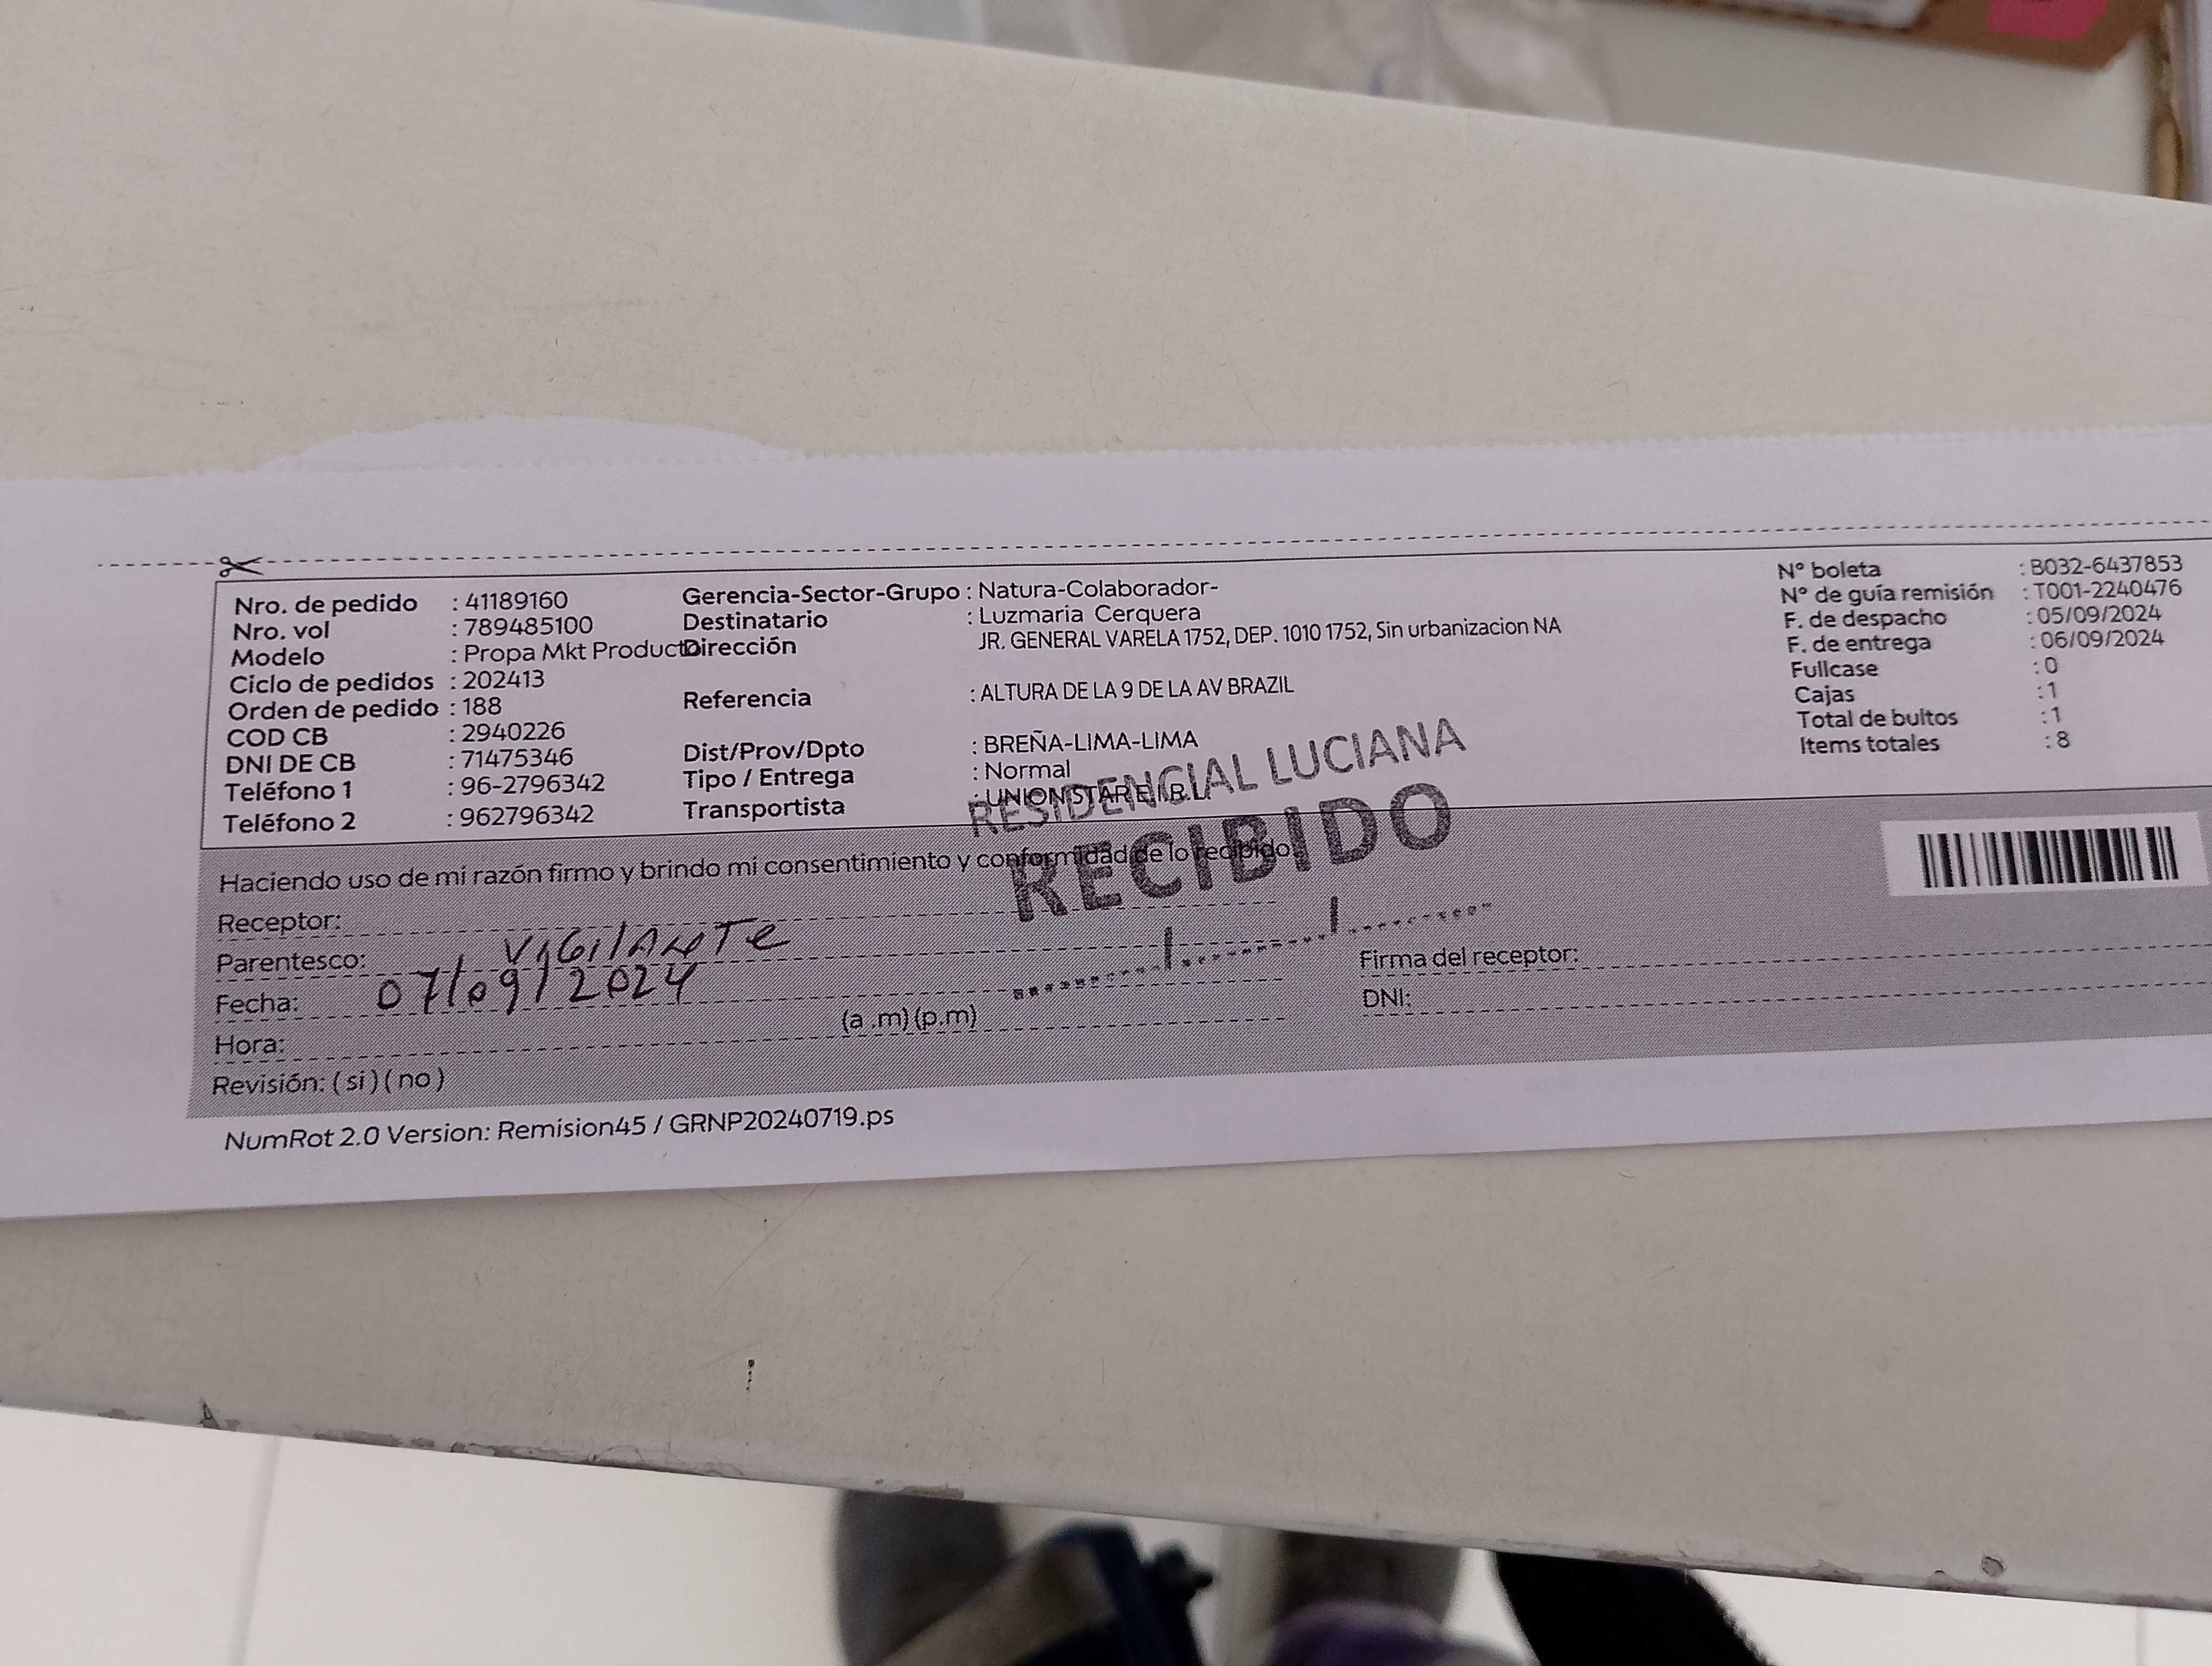 Nro. de pedido : 41189160
Nro. vol : 789485100
Modelo : Propa Mkt Producto
Ciclo de pedidos : 202413
Orden de pedido : 188
COD CB : 2940226
DNI DE CB : 71475346
Teléfono 1 : 96-2796342
Teléfono 2 : 962796342
Gerencia-Sector-Grupo : Natura-Colaborador-
Destinatario : Luzmaria Cerquera
Dirección JR. GENERAL VARELA 1752, DEP. 1010 1752, Sin urbanizacion NA
Referencia : ALTURA DE LA 9 DE LA AV BRAZIL
Dist/Prov/Dpto : BREÑA-LIMA-LIMA
Tipo / Entrega : Normal
Transportista : UNION STAR E.I.R.L.
N° boleta : B032-6437853
N° de guía remisión : T001-2240476
F. de despacho : 05/09/2024
F. de entrega : 06/09/2024
Fullcase : 0
Cajas : 1
Total de bultos : 1
Items totales : 8
RESIDENCIAL LUCIANA
RECIBIDO
Haciendo uso de mi razón firmo y brindo mi consentimiento y conformidad de lo recibido
Receptor:
Parentesco: VIGilANTe
Fecha: 07/09/2024
Hora: (a .m) (p.m)
Revisión: ( si ) ( no )
Firma del receptor:
DNI:
NumRot 2.0 Version: Remision45 / GRNP20240719.ps